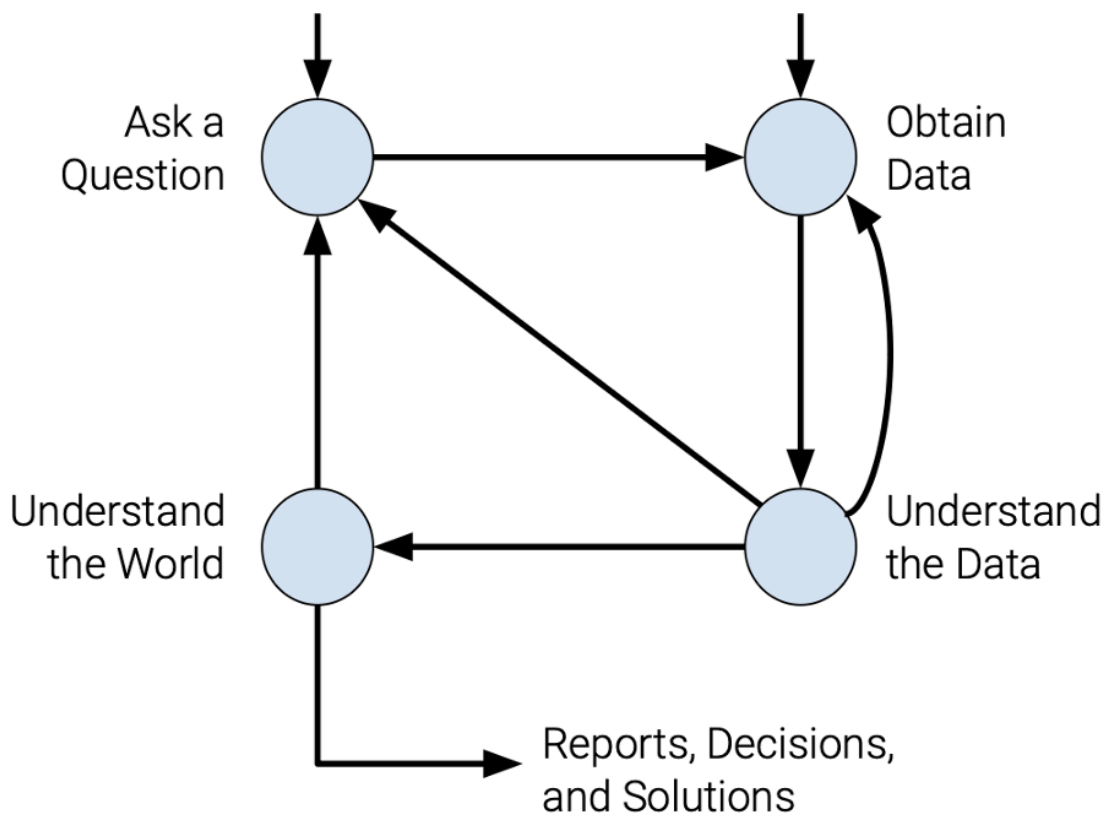 Ask a
Question
Obtain
Data
Understand
the World
Understand
the Data
Reports, Decisions,
and Solutions